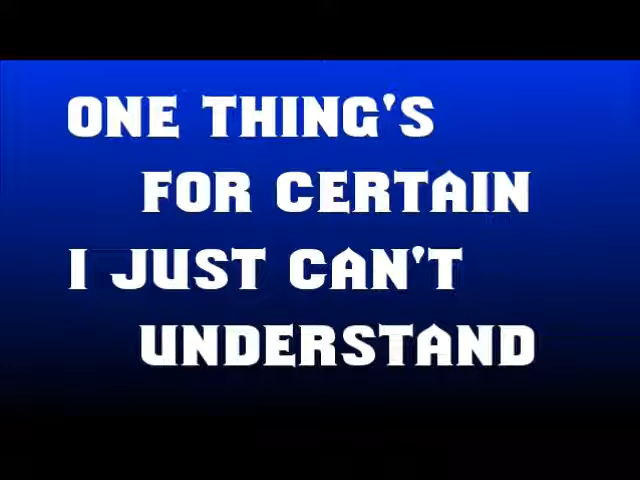 ONE THING'S
FOR CERTAIN
I JUST CAN'T
UNDERSTAND